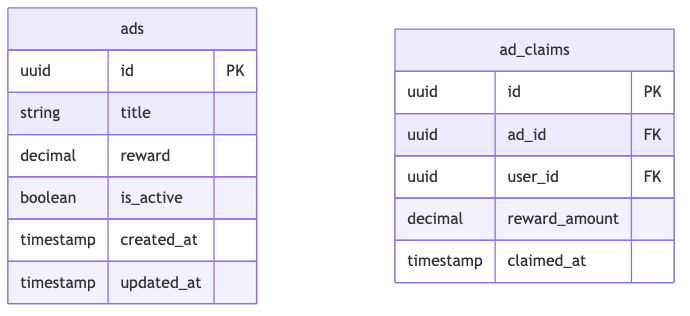 ads
uuid id PK
string title
decimal reward
boolean is_active
timestamp created_at
timestamp updated_at
ad_claims
uuid id PK
uuid ad_id FK
uuid user_id FK
decimal reward_amount
timestamp claimed_at